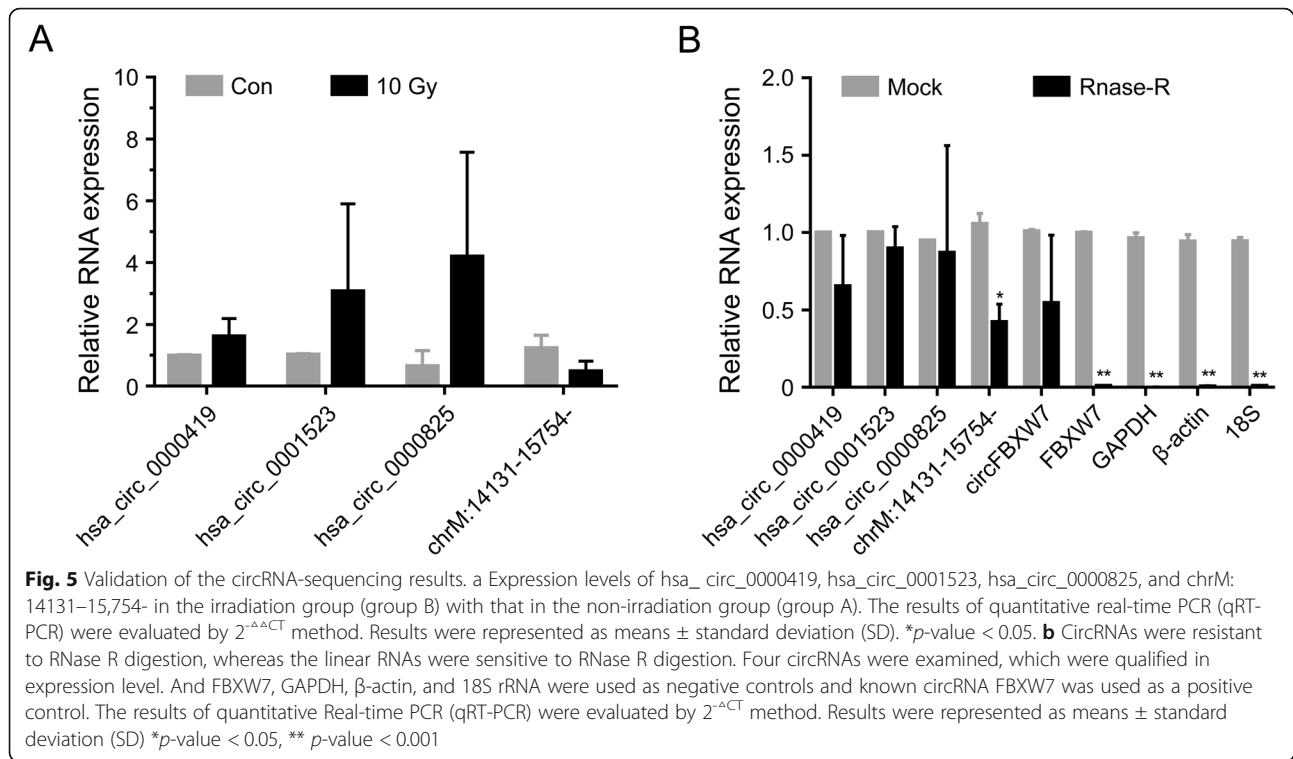 A
B
Con
10 Gy
Mock
Rnase-R
Relative RNA expression
10
8
6
4
2
0
hsa_circ_0000419
hsa_circ_0001523
hsa_circ_0000825
chrM:14131-15754-
Relative RNA expression
2.0
1.5
1.0
0.5
0
*
**
**
**
**
hsa_circ_0000419
hsa_circ_0001523
hsa_circ_0000825
chrM:14131-15754-
circFBXW7
FBXW7
GAPDH
β-actin
18S
Fig. 5 Validation of the circRNA-sequencing results. a Expression levels of hsa_ circ_0000419, hsa_circ_0001523, hsa_circ_0000825, and chrM:
14131–15,754- in the irradiation group (group B) with that in the non-irradiation group (group A). The results of quantitative real-time PCR (qRT-
PCR) were evaluated by 2-△△CT method. Results were represented as means ± standard deviation (SD). *p-value < 0.05. b CircRNAs were resistant
to RNase R digestion, whereas the linear RNAs were sensitive to RNase R digestion. Four circRNAs were examined, which were qualified in
expression level. And FBXW7, GAPDH, β-actin, and 18S rRNA were used as negative controls and known circRNA FBXW7 was used as a positive
control. The results of quantitative Real-time PCR (qRT-PCR) were evaluated by 2-△CT method. Results were represented as means ± standard
deviation (SD) *p-value < 0.05, ** p-value < 0.001